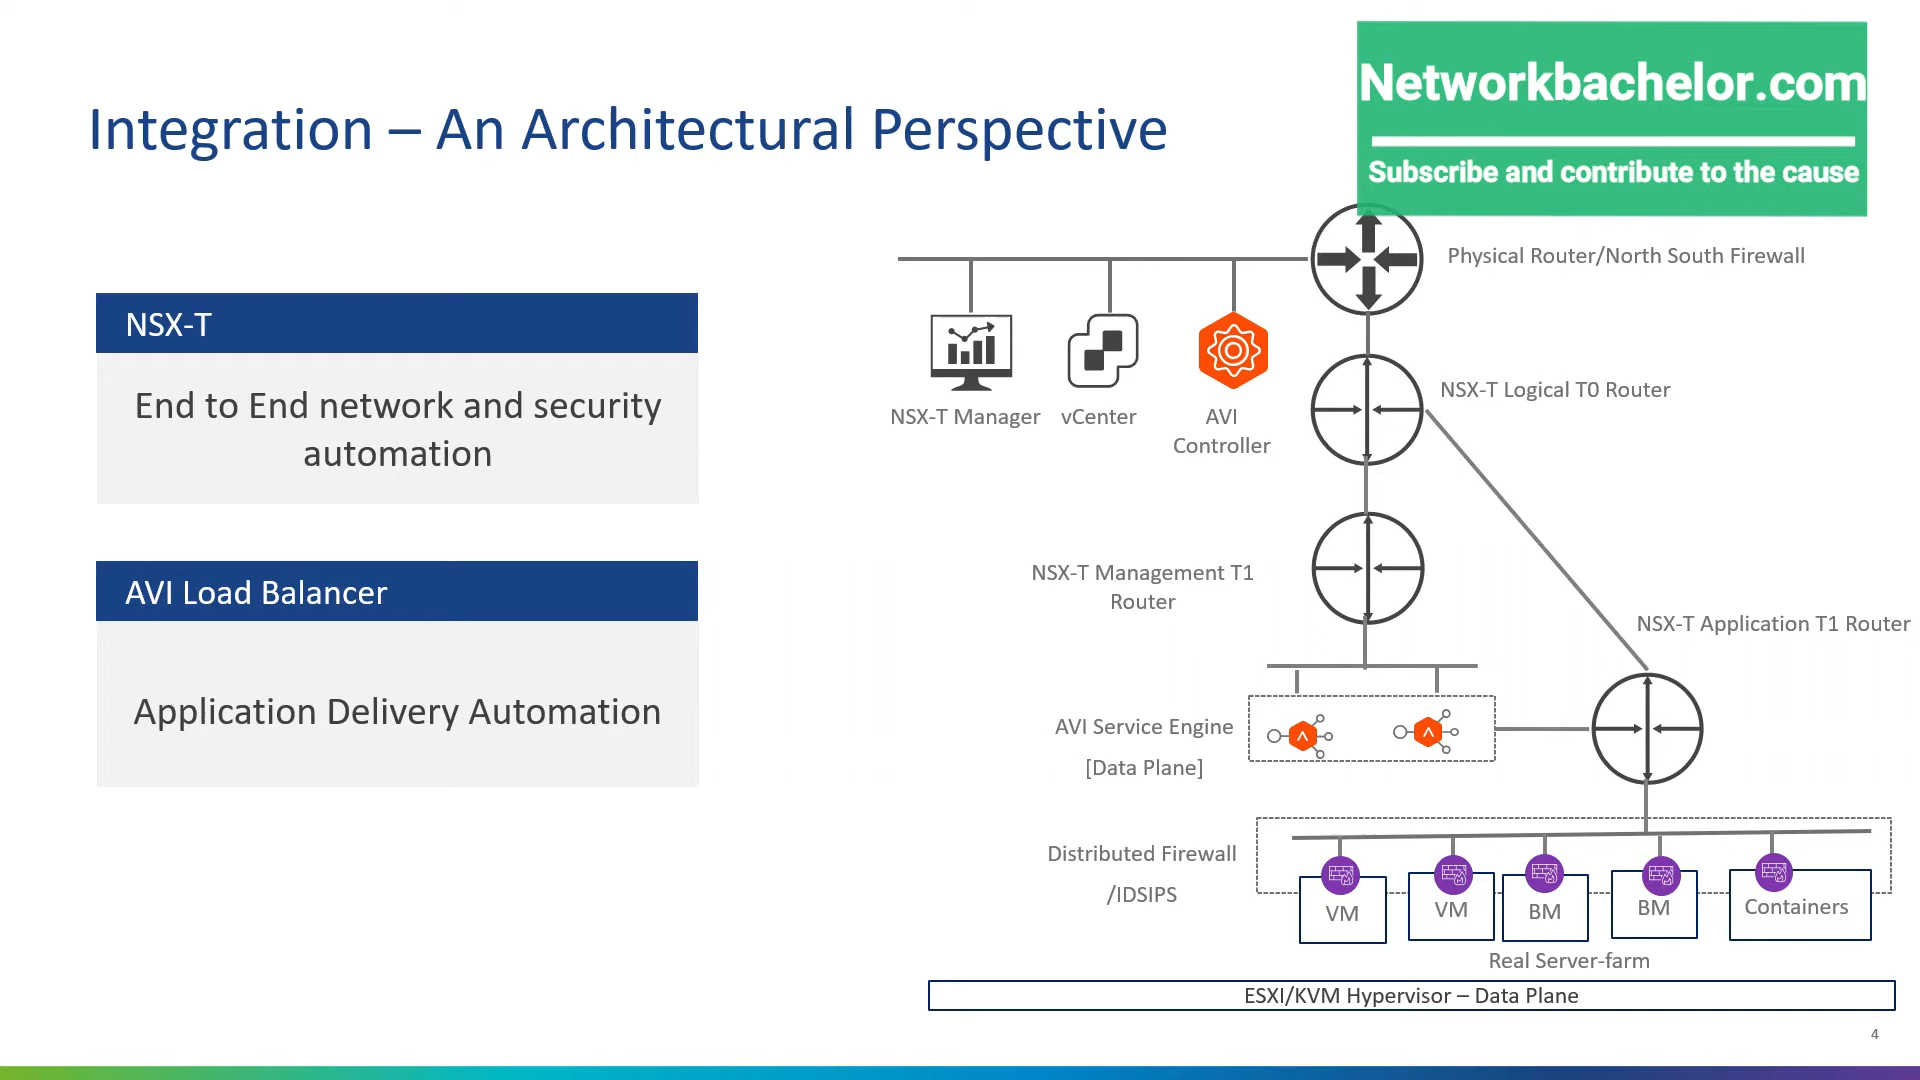 Networkbachelor.com
Subscribe and contribute to the cause
Integration – An Architectural Perspective
NSX-T
End to End network and security
automation
AVI Load Balancer
Application Delivery Automation
Physical Router/North South Firewall
NSX-T Manager
vCenter
AVI
Controller
NSX-T Logical T0 Router
NSX-T Management T1
Router
NSX-T Application T1 Router
AVI Service Engine
[Data Plane]
Distributed Firewall
/IDSIPS
VM
VM
BM
BM
Containers
Real Server-farm
ESXI/KVM Hypervisor – Data Plane
4